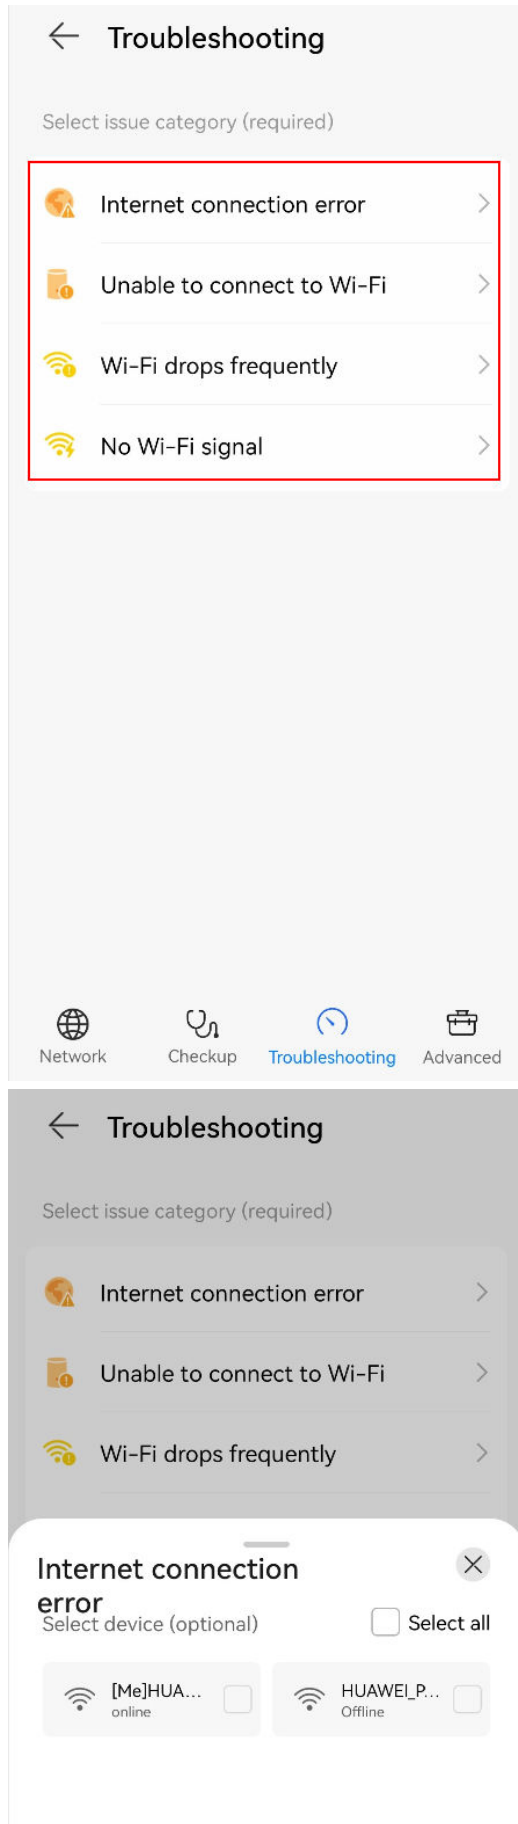 Troubleshooting
Select issue category (required)
Internet connection error
Unable to connect to Wi-Fi
Wi-Fi drops frequently
No Wi-Fi signal
Network Checkup Troubleshooting Advanced
Troubleshooting
Select issue category (required)
Internet connection error
Unable to connect to Wi-Fi
Wi-Fi drops frequently
Internet connection
error
Select device (optional) Select all
[Me]HUA... HUAWEI_P...
online Offline